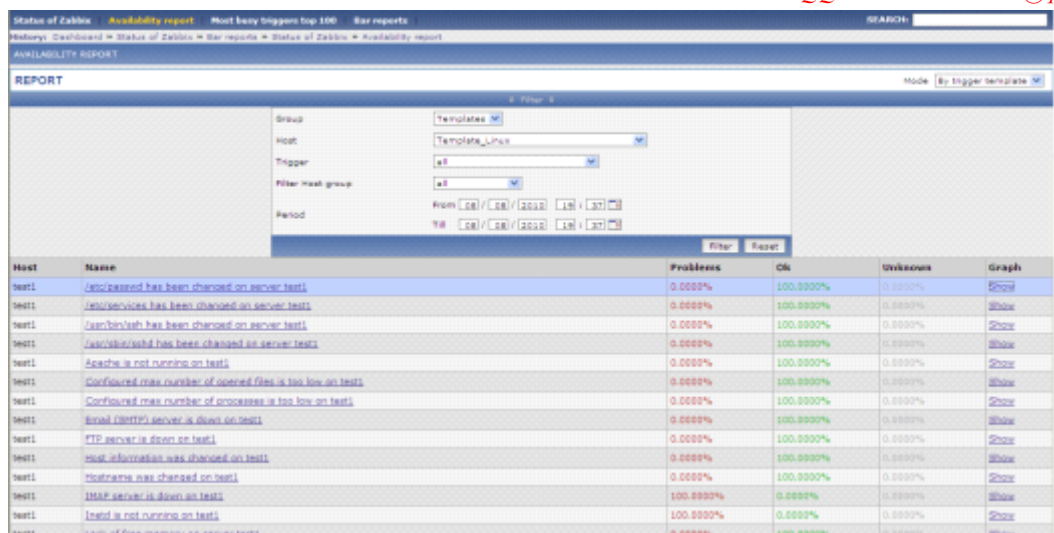 Status of Zabbix Availability report Most busy triggers top 100 Bar reports SEARCH:
History: Dashboard » Status of Zabbix » Bar reports » Status of Zabbix » Availability report
AVAILABILITY REPORT
REPORT Mode By trigger template
Filter
Group Templates
Host Template_Linux
Trigger all
Filter Host group all
Period From 08 / 08 / 2010 19 : 37
Till 08 / 08 / 2010 19 : 37
Filter Reset
Host Name Problems Ok Unknown Graph
test1 /etc/passwd has been changed on server test1 0.0000% 100.0000% 0.0000% Show
test1 /etc/services has been changed on server test1 0.0000% 100.0000% 0.0000% Show
test1 /usr/bin/ssh has been changed on server test1 0.0000% 100.0000% 0.0000% Show
test1 /usr/sbin/sshd has been changed on server test1 0.0000% 100.0000% 0.0000% Show
test1 Apache is not running on test1 0.0000% 100.0000% 0.0000% Show
test1 Configured max number of opened files is too low on test1 0.0000% 100.0000% 0.0000% Show
test1 Configured max number of processes is too low on test1 0.0000% 100.0000% 0.0000% Show
test1 Email (SMTP) server is down on test1 0.0000% 100.0000% 0.0000% Show
test1 FTP server is down on test1 0.0000% 100.0000% 0.0000% Show
test1 Host information was changed on test1 0.0000% 100.0000% 0.0000% Show
test1 Hostname was changed on test1 0.0000% 100.0000% 0.0000% Show
test1 IMAP server is down on test1 100.0000% 0.0000% 0.0000% Show
test1 Inetd is not running on test1 100.0000% 0.0000% 0.0000% Show